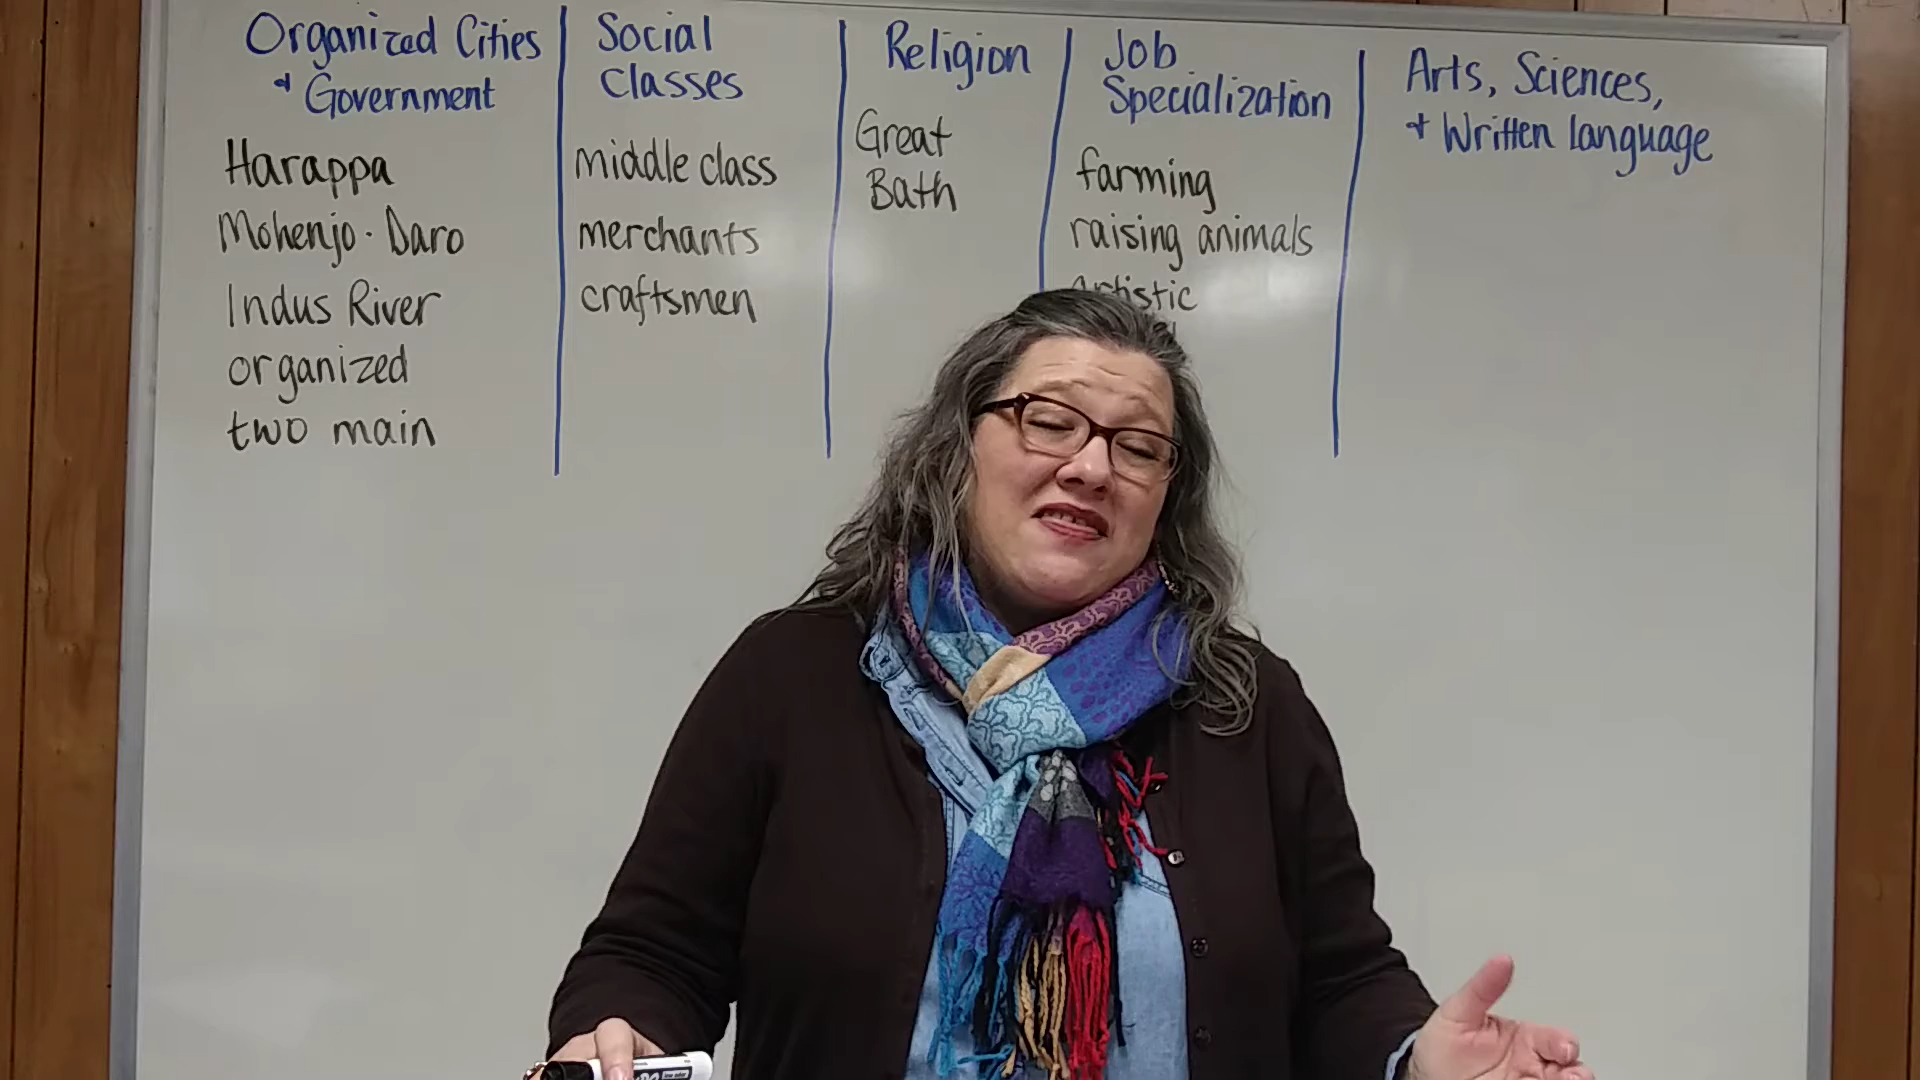 Organized Cities
+ Government
Harappa
Mohenjo-Daro
Indus River
organized
two main
Social
Classes
middle class
merchants
craftsmen
Religion
Great
Bath
Job
Specialization
farming
raising animals
artistic
Arts, Sciences,
+ Written language